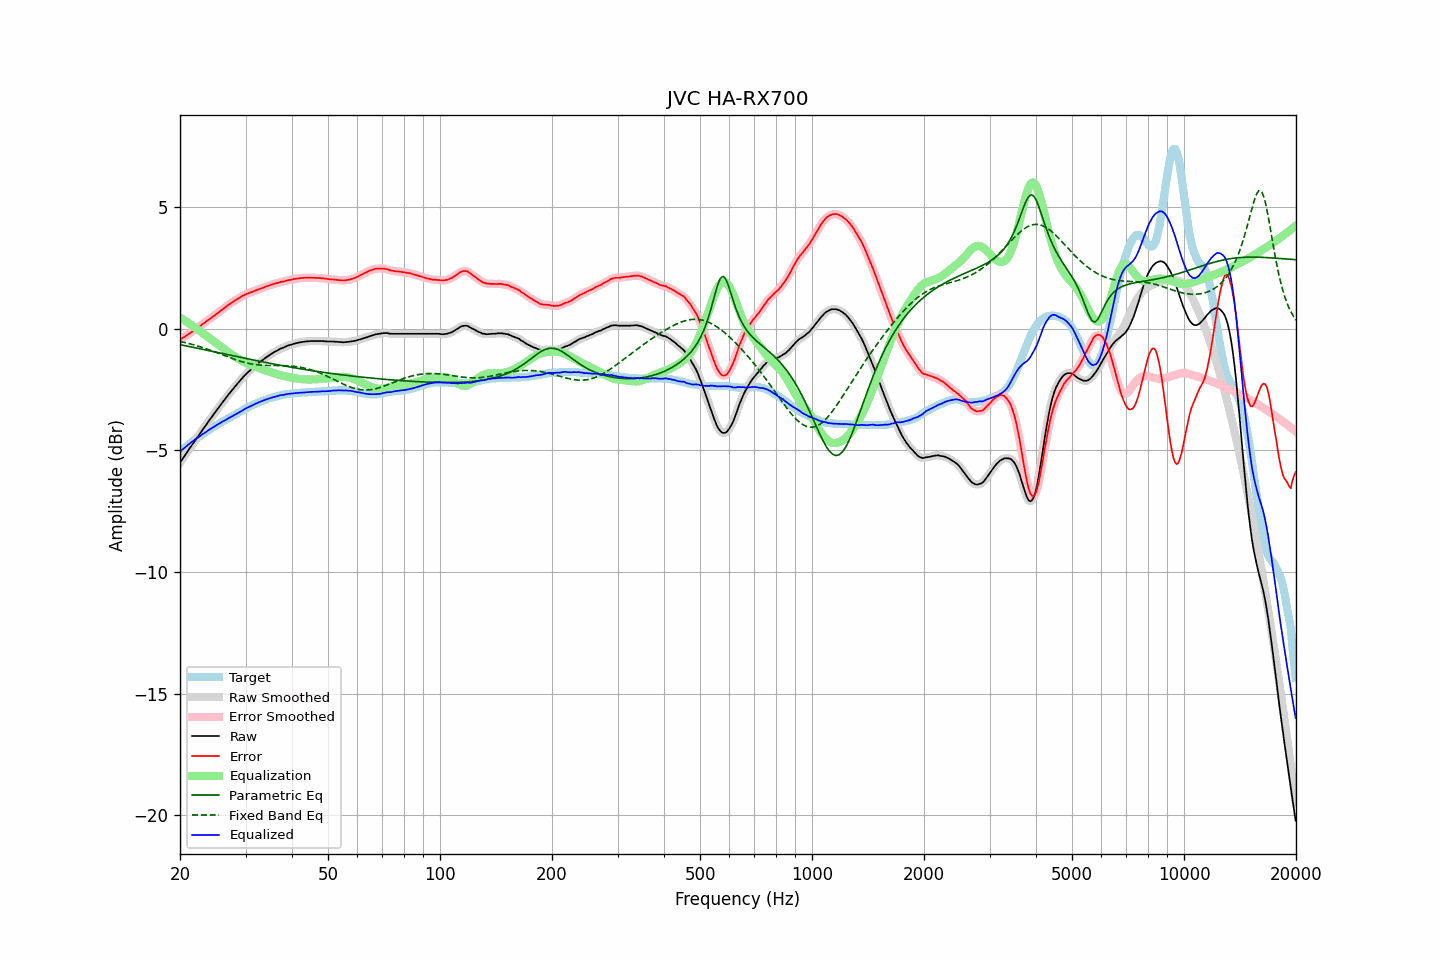 JVC HA-RX700
Amplitude (dBr)
5
0
−5
−10
−15
−20
Target
Raw Smoothed
Error Smoothed
Raw
Error
Equalization
Parametric Eq
Fixed Band Eq
Equalized
20 50 100 200 500 1000 2000 5000 10000 20000
Frequency (Hz)